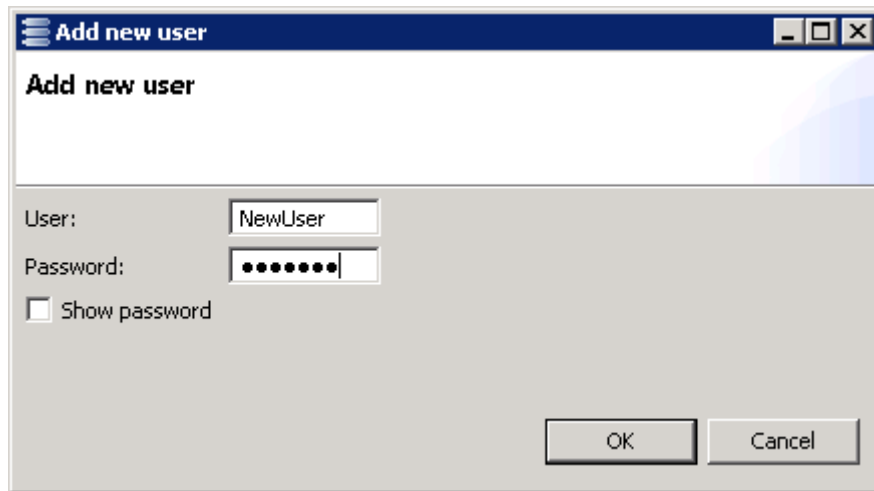 Add new user
Add new user
User: NewUser
Password: ●●●●●●●
Show password
OK Cancel